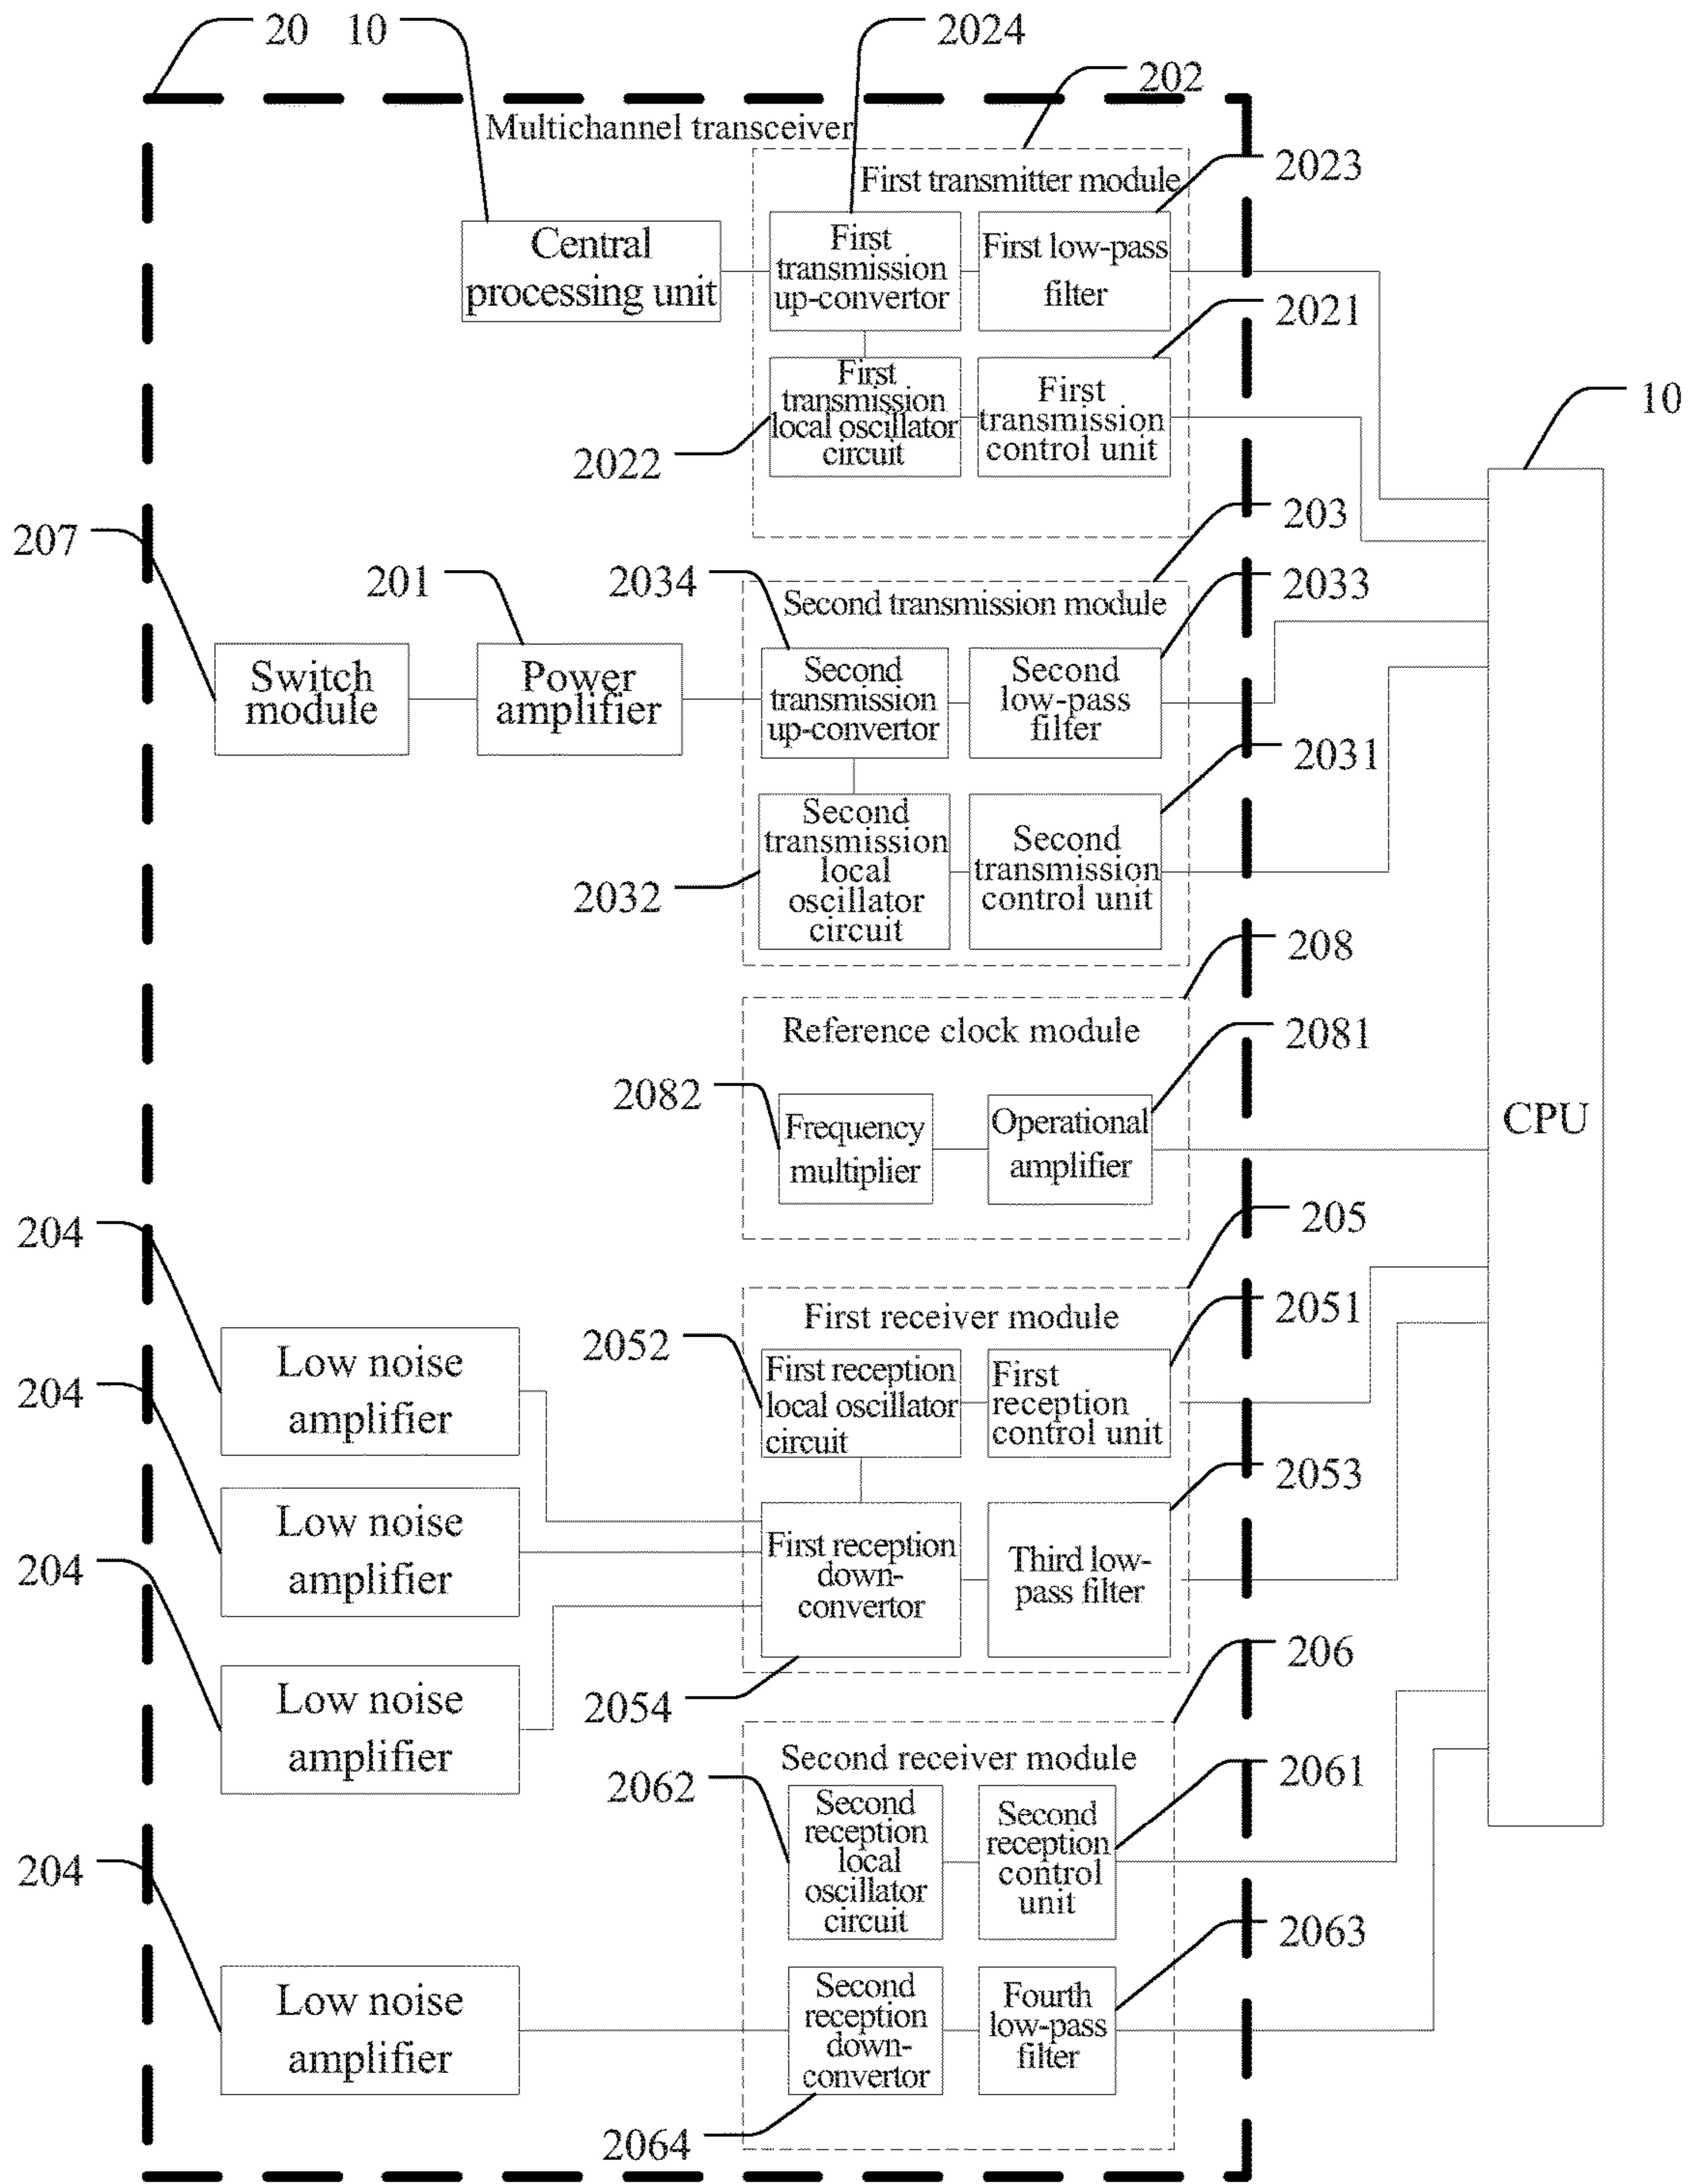 20
10
2024
202
Multichannel transceiver
First transmitter module
2023
Central
processing unit
First
transmission
up-convertor
First low-pass
filter
2021
First
transmission
local oscillator
circuit
First
transmission
control unit
2022
10
207
203
201
2034
Second transmission module
2033
Switch
module
Power
amplifier
Second
transmission
up-convertor
Second
low-pass
filter
2031
Second
transmission
local
oscillator
circuit
Second
transmission
control unit
2032
208
Reference clock module
2081
2082
Frequency
multiplier
Operational
amplifier
CPU
204
205
First receiver module
2051
2052
Low noise
amplifier
First reception
local oscillator
circuit
First
reception
control unit
204
2053
Low noise
amplifier
First reception
down-
convertor
Third low-
pass filter
204
206
2054
Low noise
amplifier
Second receiver module
2061
2062
Second
reception
local
oscillator
circuit
Second
reception
control
unit
204
2063
Low noise
amplifier
Second
reception
down-
convertor
Fourth
low-pass
filter
2064